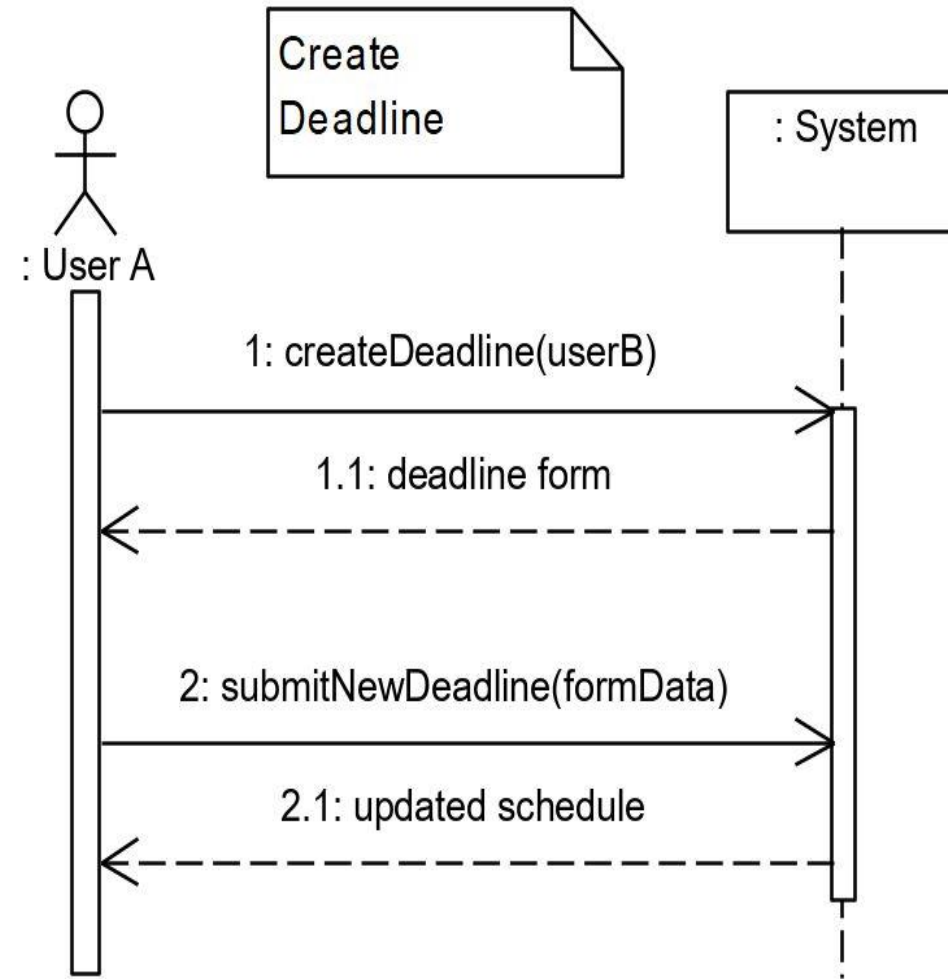 Create
Deadline
: System
: User A
1: createDeadline(userB)
1.1: deadline form
2: submitNewDeadline(formData)
2.1: updated schedule